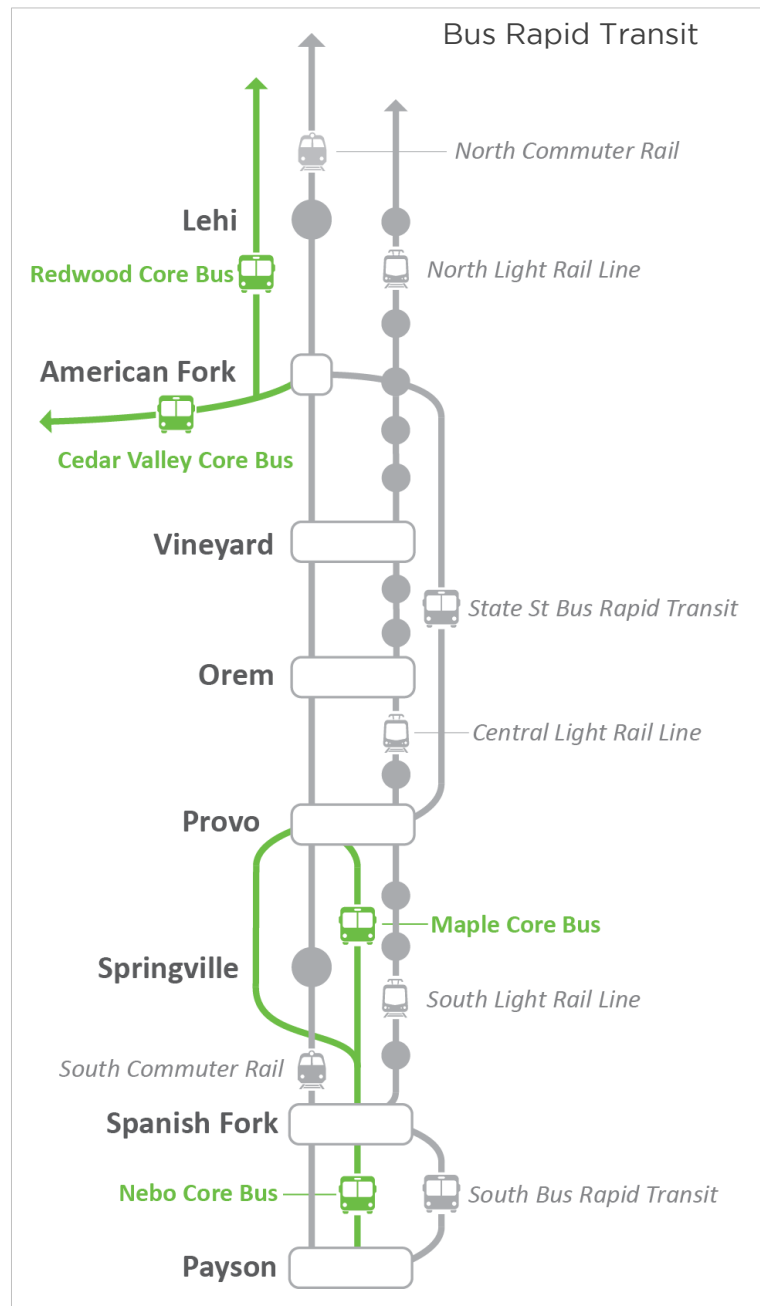 Bus Rapid Transit
North Commuter Rail
Lehi
Redwood Core Bus
North Light Rail Line
American Fork
Cedar Valley Core Bus
Vineyard
State St Bus Rapid Transit
Orem
Central Light Rail Line
Provo
Maple Core Bus
Springville
South Light Rail Line
South Commuter Rail
Spanish Fork
Nebo Core Bus
South Bus Rapid Transit
Payson